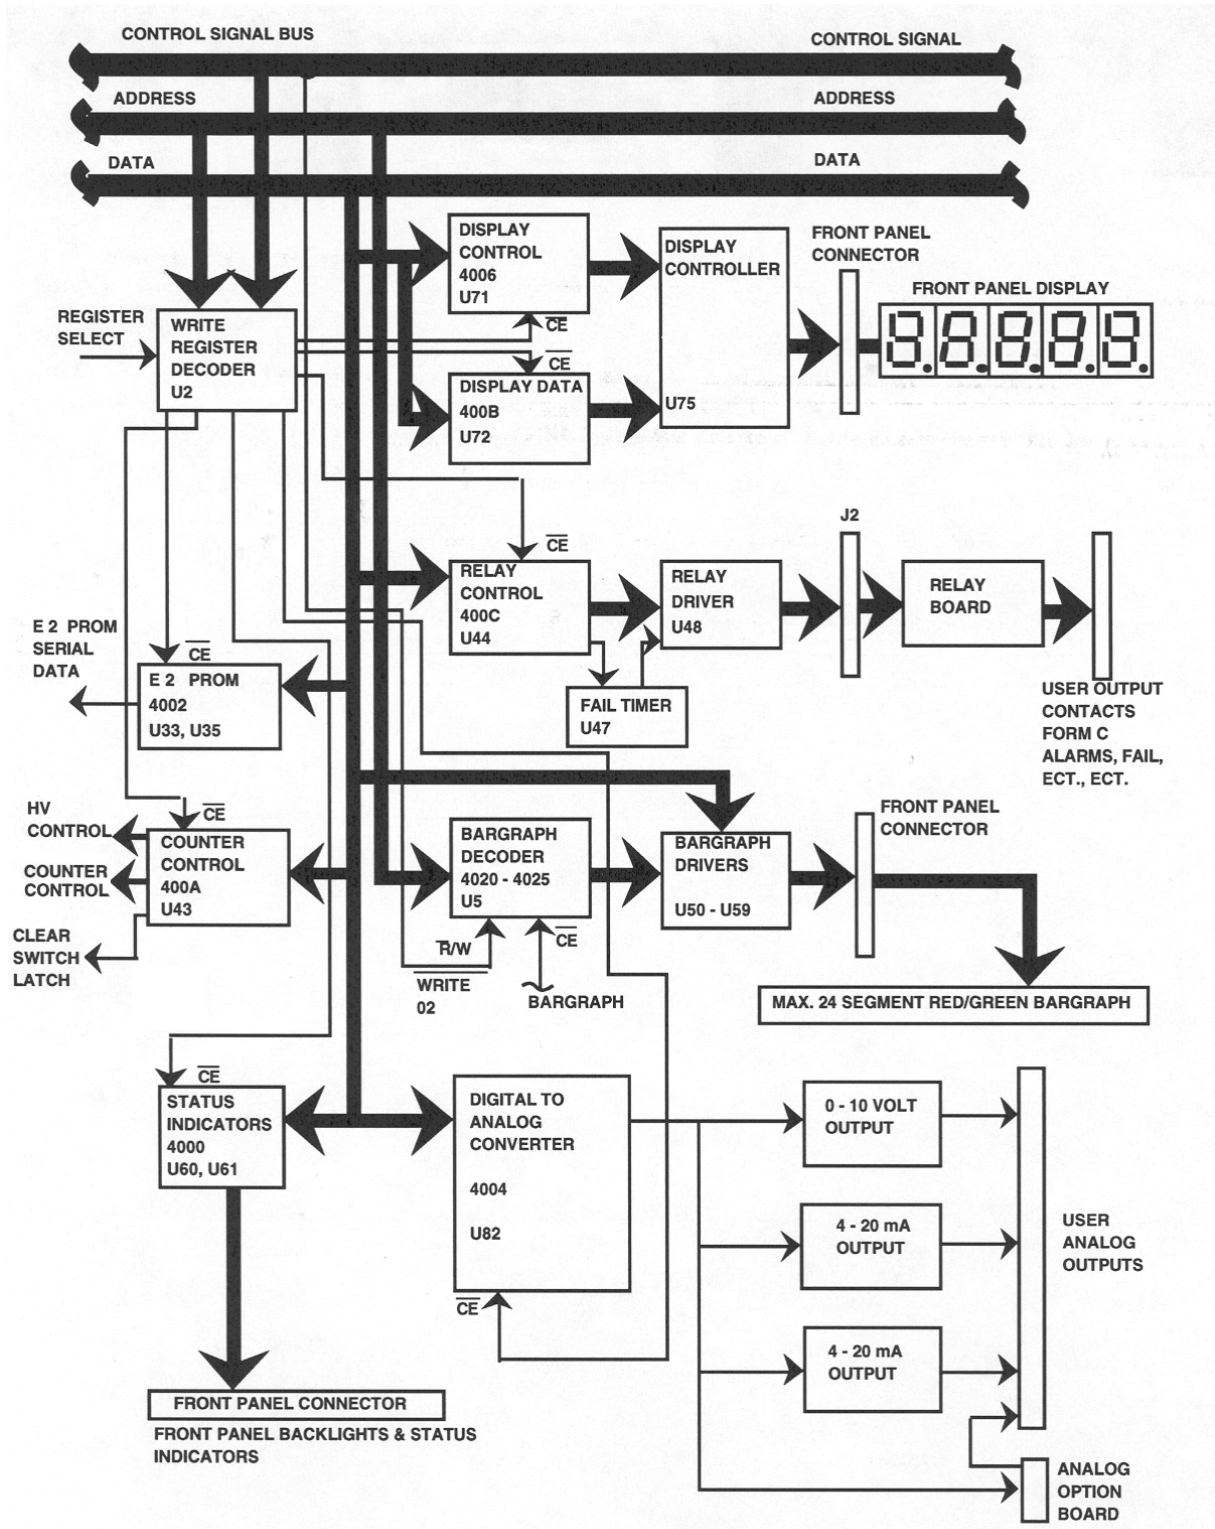 CONTROL SIGNAL BUS
CONTROL SIGNAL
ADDRESS
ADDRESS
DATA
DATA
DISPLAY
CONTROL
4006
U71
CE
DISPLAY
CONTROLLER
U75
FRONT PANEL
CONNECTOR
FRONT PANEL DISPLAY
REGISTER
SELECT
WRITE
REGISTER
DECODER
U2
CE
DISPLAY DATA
400B
U72
J2
CE
RELAY
CONTROL
400C
U44
RELAY
DRIVER
U48
RELAY
BOARD
FAIL TIMER
U47
USER OUTPUT
CONTACTS
FORM C
ALARMS, FAIL,
ECT., ECT.
E 2 PROM
SERIAL
DATA
CE
E 2 PROM
4002
U33, U35
HV
CONTROL
COUNTER
CONTROL
CLEAR
SWITCH
LATCH
CE
COUNTER
CONTROL
400A
U43
BARGRAPH
DECODER
4020 - 4025
U5
R/W
WRITE
02
CE
BARGRAPH
BARGRAPH
DRIVERS
U50 - U59
FRONT PANEL
CONNECTOR
MAX. 24 SEGMENT RED/GREEN BARGRAPH
CE
STATUS
INDICATORS
4000
U60, U61
DIGITAL TO
ANALOG
CONVERTER
4004
U82
CE
0 - 10 VOLT
OUTPUT
4 - 20 mA
OUTPUT
4 - 20 mA
OUTPUT
USER
ANALOG
OUTPUTS
FRONT PANEL CONNECTOR
FRONT PANEL BACKLIGHTS & STATUS
INDICATORS
ANALOG
OPTION
BOARD